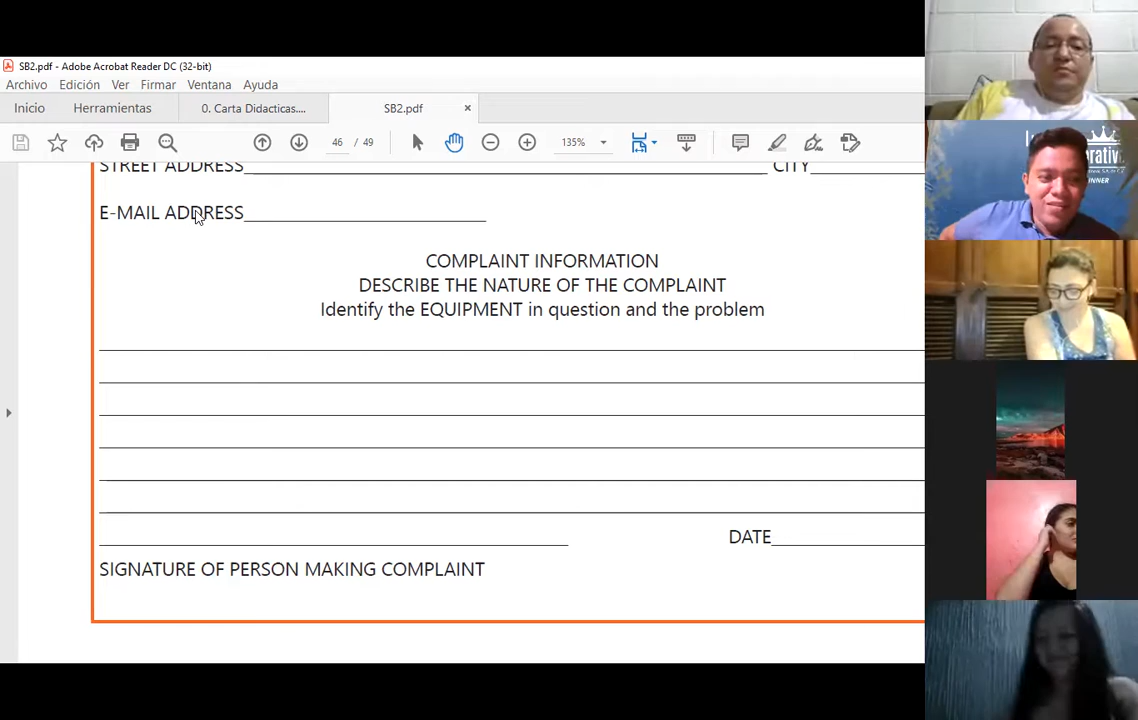 SB2.pdf - Adobe Acrobat Reader DC (32-bit)
Archivo Edición Ver Firmar Ventana Ayuda
Inicio Herramientas 0. Carta Didacticas.... SB2.pdf ×
46 / 49 135%
STREET ADDRESS CITY
E-MAIL ADDRESS
COMPLAINT INFORMATION
DESCRIBE THE NATURE OF THE COMPLAINT
Identify the EQUIPMENT in question and the problem
DATE
SIGNATURE OF PERSON MAKING COMPLAINT